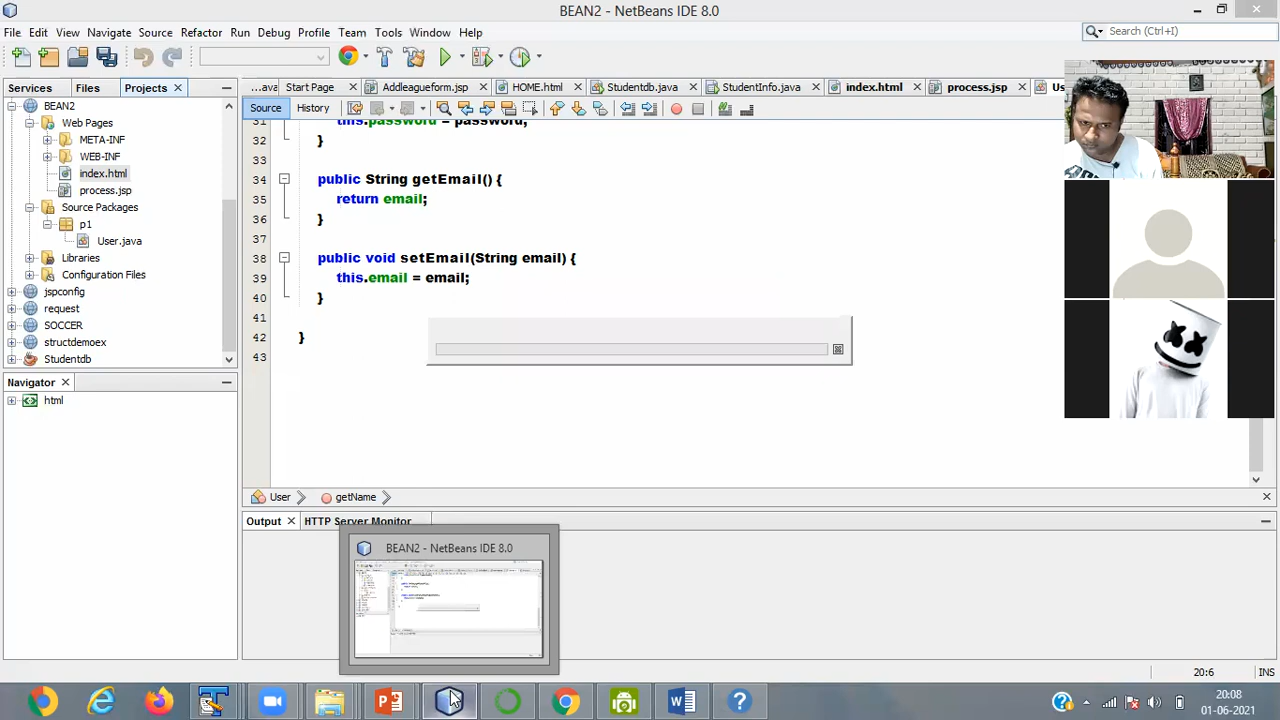 BEAN2 - NetBeans IDE 8.0
File Edit View Navigate Source Refactor Run Debug Profile Team Tools Window Help
Search (Ctrl+I)
Services Files Projects
...ava Start Page Addleagueform.jsp HOME.html Studentdb.java StudentInfo.java index.html process.jsp
Source History
BEAN2
Web Pages
META-INF
WEB-INF
index.html
process.jsp
Source Packages
p1
User.java
Libraries
Configuration Files
jspconfig
request
SOCCER
structdemoex
Studentdb
Navigator
html
31 this.password = password;
32 }
33
34 public String getEmail() {
35 return email;
36 }
37
38 public void setEmail(String email) {
39 this.email = email;
40 }
41
42 }
43
User getName
Output HTTP Server Monitor
BEAN2 - NetBeans IDE 8.0
20:6 INS
20:08
01-06-2021